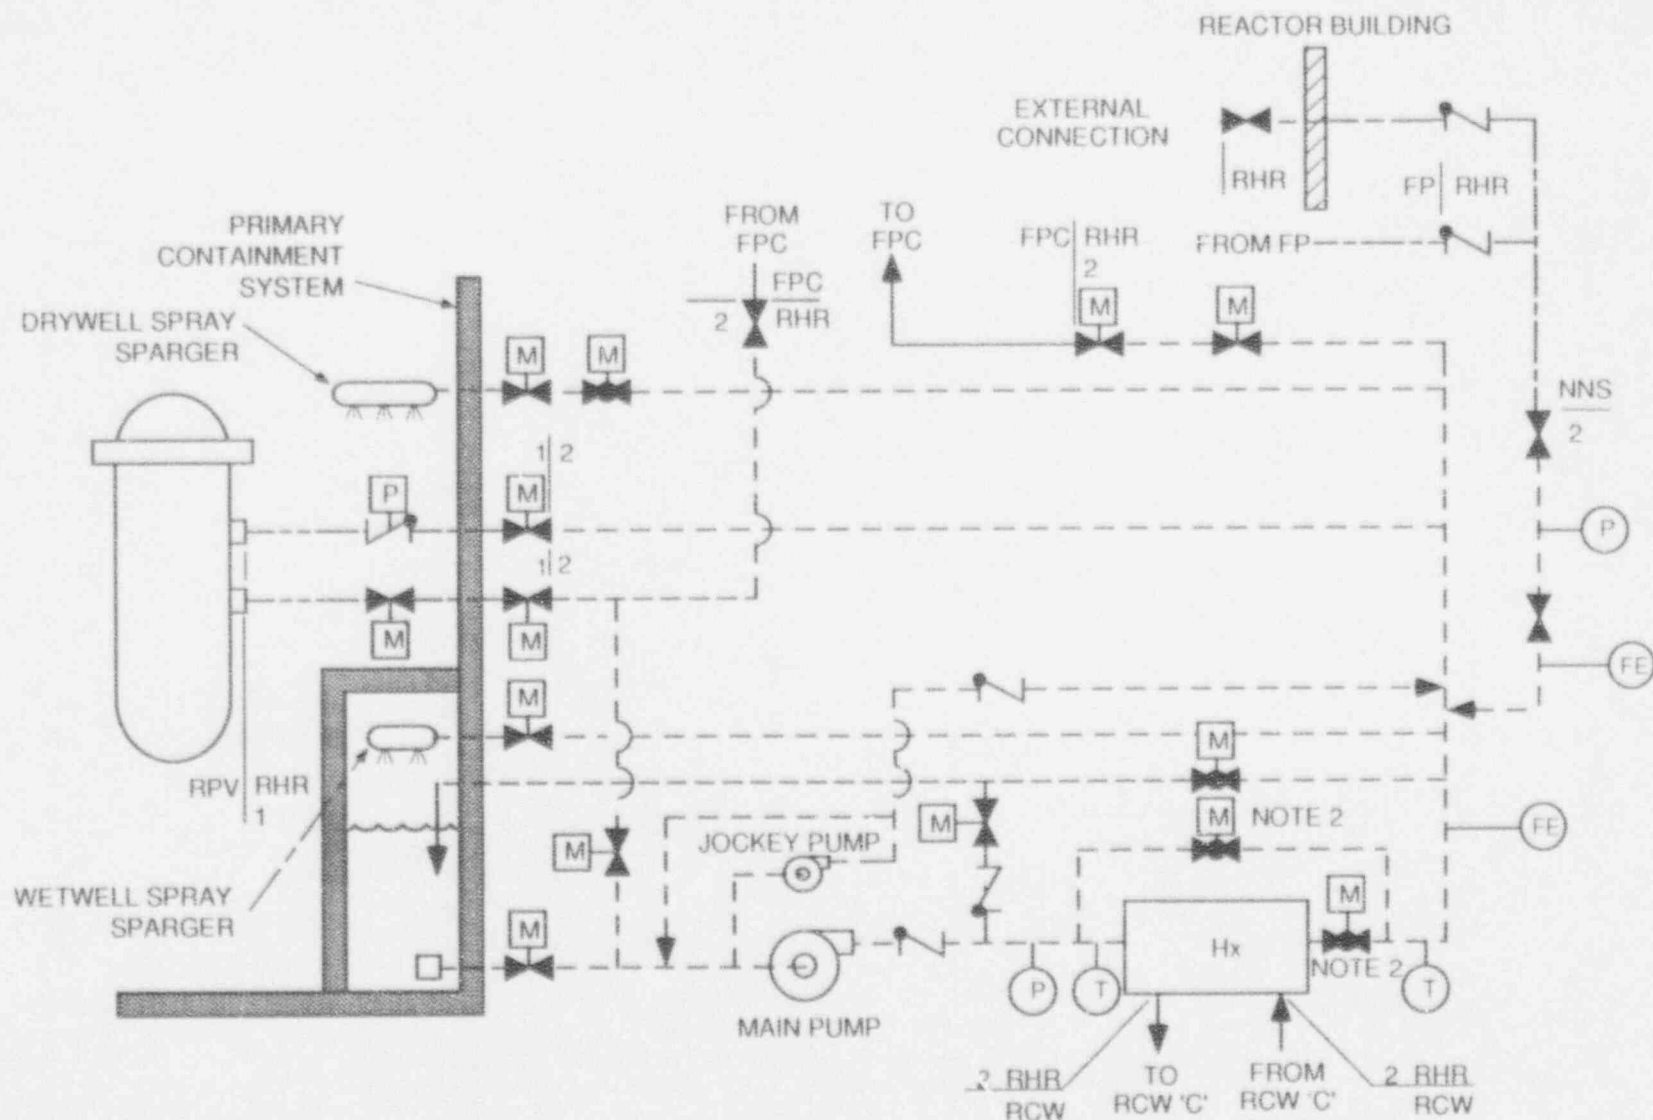 REACTOR BUILDING
EXTERNAL
CONNECTION
RHR
FP RHR
PRIMARY
CONTAINMENT
SYSTEM
FROM
FPC
TO
FPC
FPC RHR
2
FROM FP
FPC
2 RHR
M
M
DRYWELL SPRAY
SPARGER
M
M
NNS
2
1 2
P
M
P
1 2
M
M
FE
M
RPV RHR
1
M
M
NOTE 2
M
FE
M
JOCKEY PUMP
WETWELL SPRAY
SPARGER
M
M
Hx
NOTE 2
P
T
T
MAIN PUMP
2 RHR
RCW
TO
RCW 'C'
FROM
RCW 'C'
2 RHR
RCW